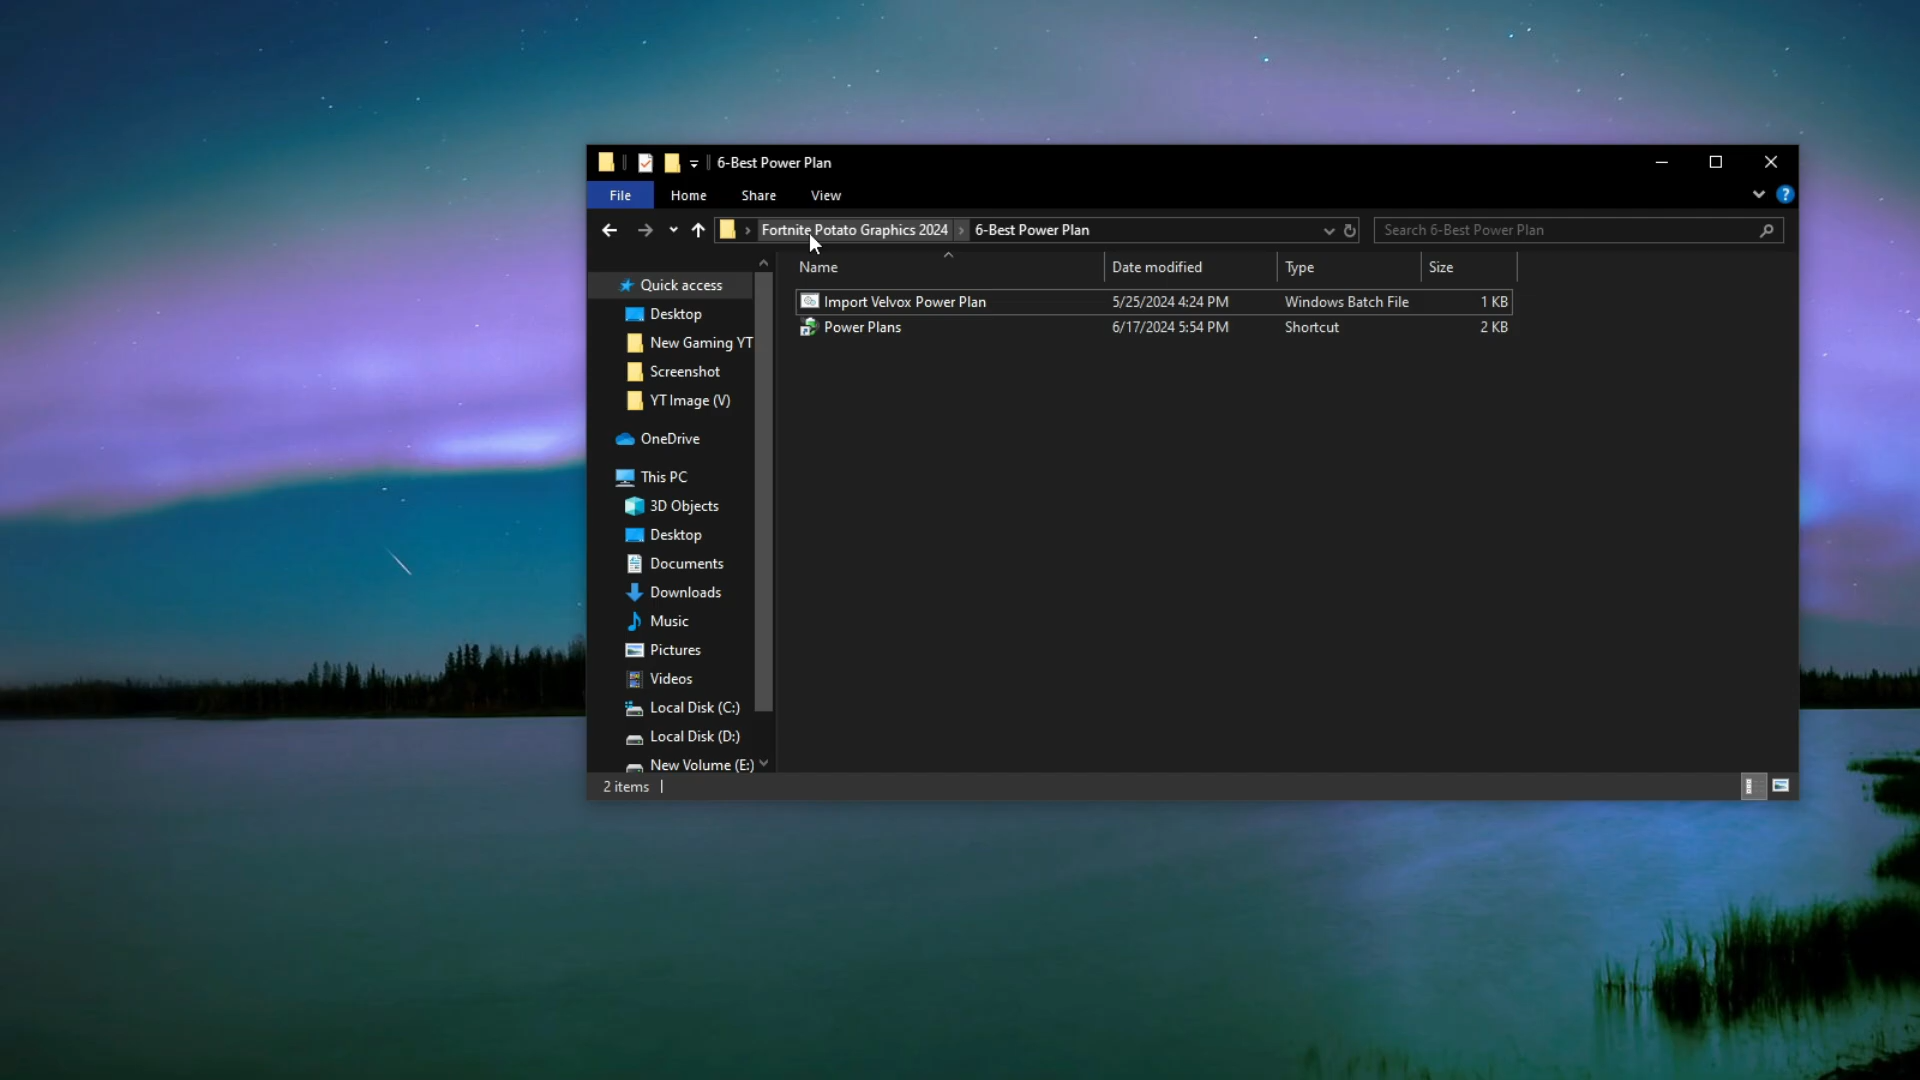 6-Best Power Plan
File Home Share View
Fortnite Potato Graphics 2024 6-Best Power Plan Search 6-Best Power Plan
Name Date modified Type Size
Quick access
Import Velvox Power Plan 5/25/2024 4:24 PM Windows Batch File 1 KB
Desktop
Power Plans 6/17/2024 5:54 PM Shortcut 2 KB
New Gaming YT
Screenshot
YT Image (V)
OneDrive
This PC
3D Objects
Desktop
Documents
Downloads
Music
Pictures
Videos
Local Disk (C:)
Local Disk (D:)
New Volume (E:)
2 items